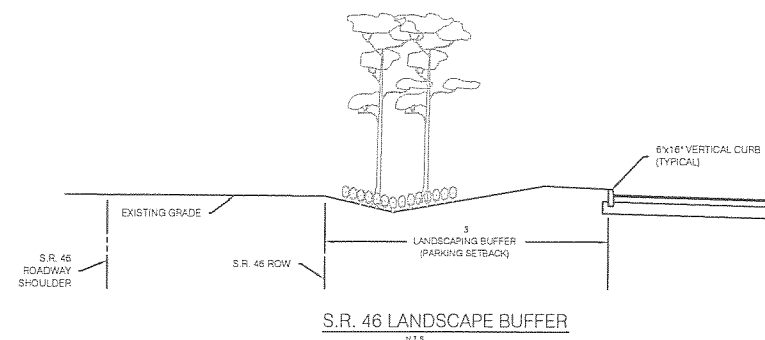 6"x16" VERTICAL CURB
(TYPICAL)
EXISTING GRADE
3
LANDSCAPING BUFFER
(PARKING SETBACK)
S.R. 46
ROADWAY
SHOULDER
S.R. 46 ROW
S.R. 46 LANDSCAPE BUFFER
N.T.S.